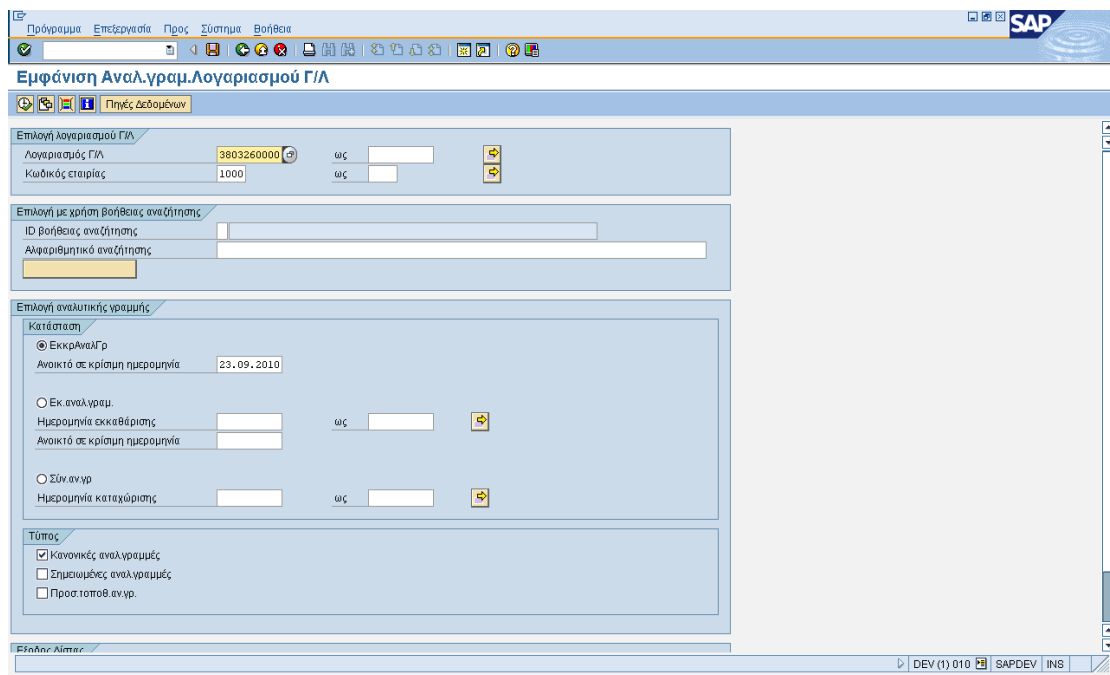 Πρόγραμμα Επεξεργασία Προς Σύστημα Βοήθεια
SAP
Εμφάνιση Αναλ.γραμ.Λογαριασμού Γ/Λ
Πηγές Δεδομένων
Επιλογή λογαριασμού Γ/Λ
Λογαριασμός Γ/Λ 3803260000 ως
Κωδικός εταιρίας 1000 ως
Επιλογή με χρήση βοήθειας αναζήτησης
ID βοήθειας αναζήτησης
Αλφαριθμητικό αναζήτησης
Επιλογή αναλυτικής γραμμής
Κατάσταση
ΕκκρΑναλΓρ
Ανοικτό σε κρίσιμη ημερομηνία 23.09.2010
Εκ.αναλ.γραμ.
Ημερομηνία εκκαθάρισης ως
Ανοικτό σε κρίσιμη ημερομηνία
Σύν.αν.γρ
Ημερομηνία καταχώρισης ως
Τύπος
Κανονικές αναλ.γραμμές
Σημειωμένες αναλ.γραμμές
Προσ.τοποθ.αν.γρ.
Έξοδος Λίστας
DEV (1) 010 SAPDEV INS